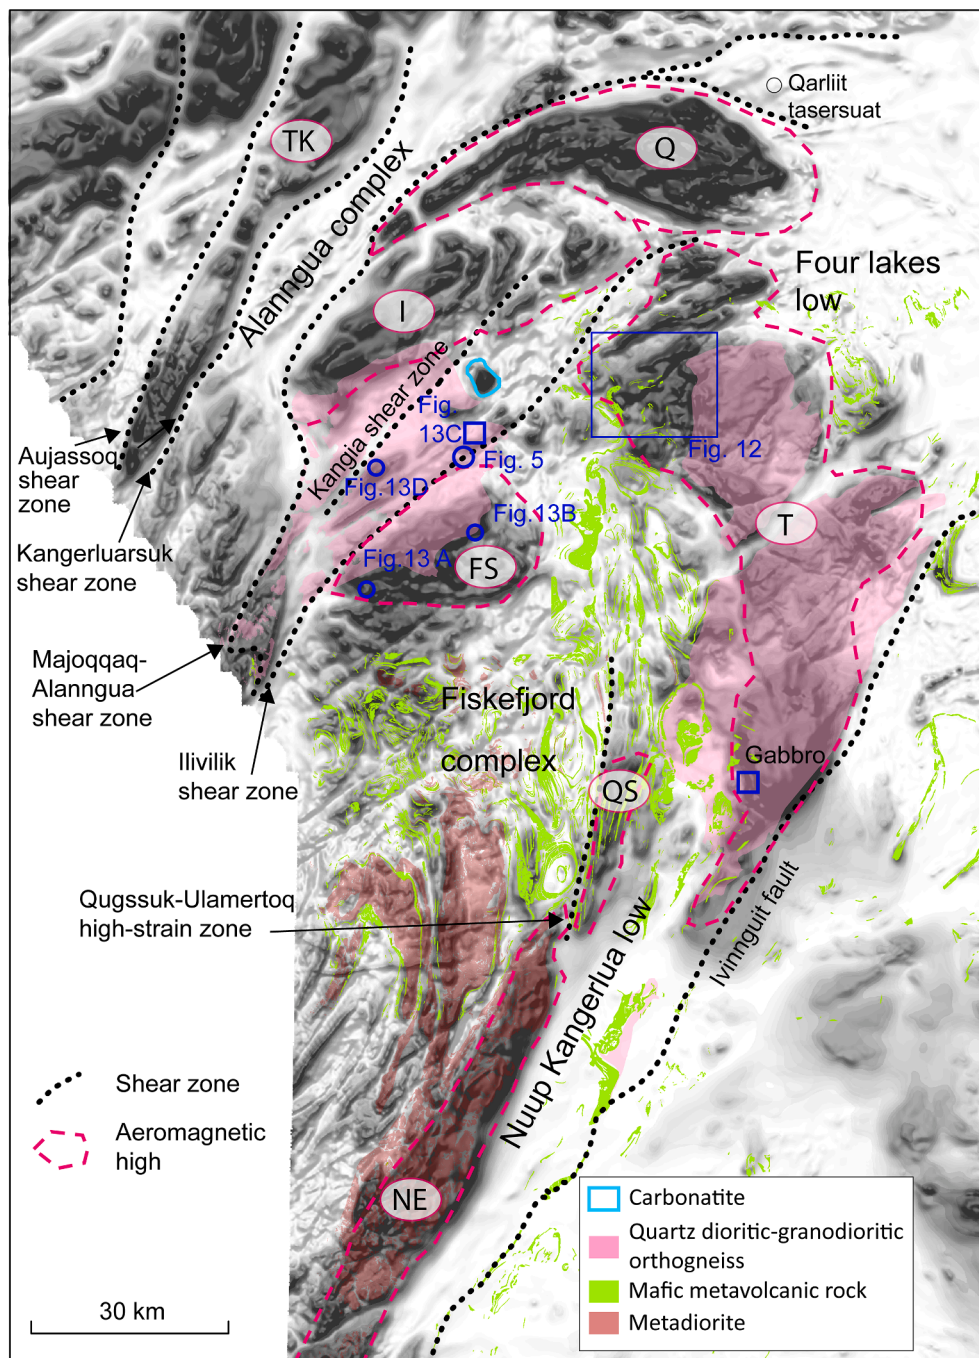 Qarliit
tasersuat
TK
Q
Alanngua complex
Four lakes
low
I
Kangia shear zone
Fig.
13C
Fig. 12
Aujassoq
shear
zone
Fig. 5
Fig.13D
Fig.13B
T
Kangerluarsuk
shear zone
Fig.13 A
FS
Majoqqaq-
Alanngua
shear zone
Fiskefjord
complex
Ilivilik
shear zone
Gabbro
QS
Qugssuk-Ulamertoq
high-strain zone
Ivinnguit fault
Nuup Kangerlua low
Shear zone
Aeromagnetic
high
NE
Carbonatite
Quartz dioritic-granodioritic
orthogneiss
Mafic metavolcanic rock
Metadiorite
30 km